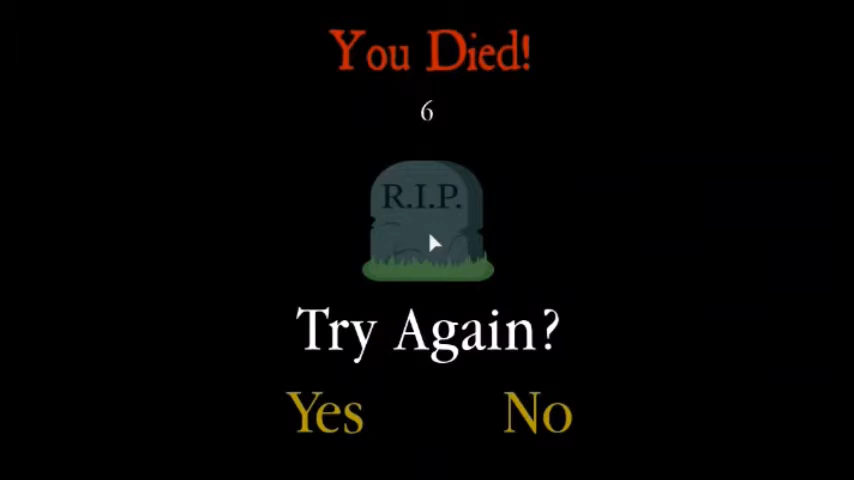 You Died!
6
R.I.P.
Try Again?
Yes No